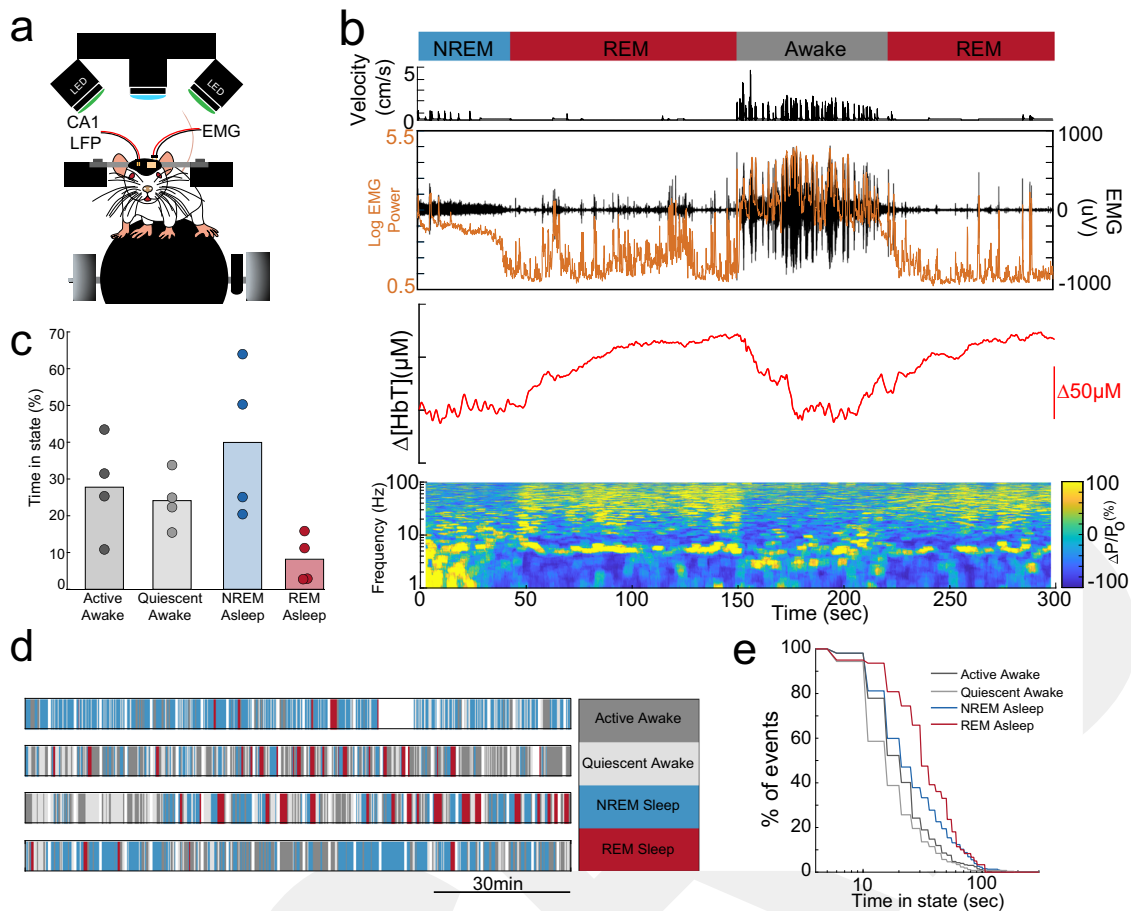 a
LED
LED
CA1
LFP
EMG
b
NREM
REM
Awake
REM
Velocity
(cm/s)
5
0
5.5
Log EMG
Power
0.5
1000
0
-1000
EMG
(uV)
Δ[HbT](μM)
Δ50μM
Frequency (Hz)
100
10
1
0
50
100
150
200
250
300
Time (sec)
100
0
-100
ΔP/P₀(%)
c
Time in state (%)
70
60
50
40
30
20
10
0
Active
Awake
Quiescent
Awake
NREM
Asleep
REM
Asleep
d
Active Awake
Quiescent Awake
NREM Sleep
REM Sleep
30min
e
% of events
100
80
60
40
20
0
Active Awake
Quiescent Awake
NREM Asleep
REM Asleep
10
100
Time in state (sec)